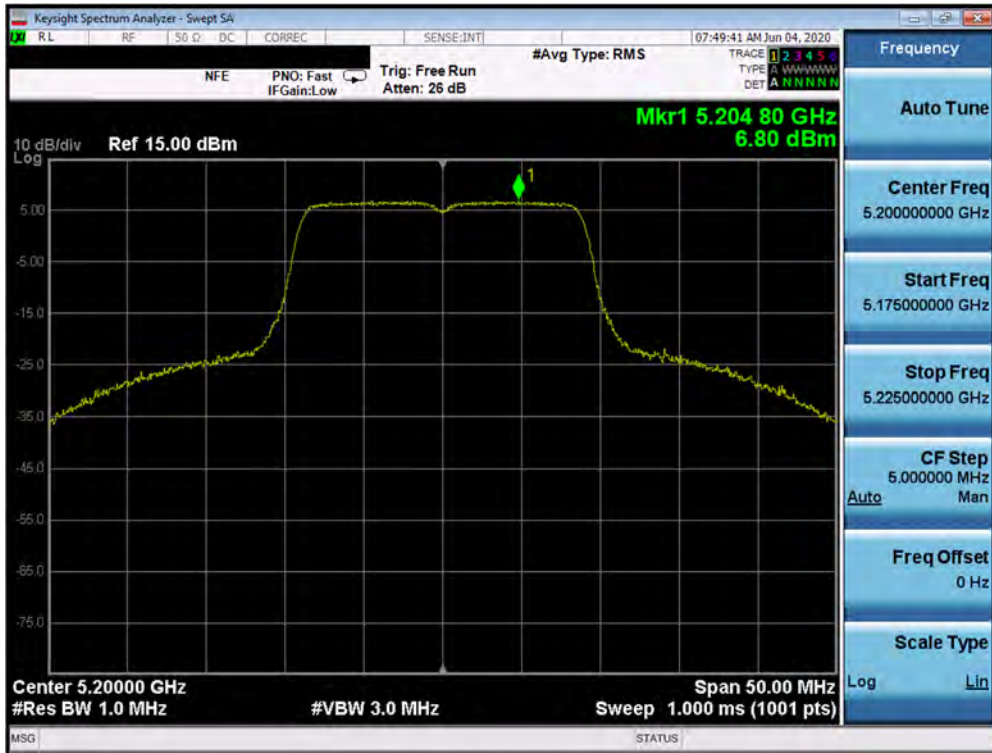 Keysight Spectrum Analyzer - Swept SA
LXI RL RF 50 Ω DC CORREC SENSE:INT 07:49:41 AM Jun 04, 2020
NFE PNO: Fast Trig: Free Run #Avg Type: RMS TRACE 1 2 3 4 5 6
IFGain:Low Atten: 26 dB TYPE A WWWWW
DET A N N N N N
Mkr1 5.204 80 GHz
6.80 dBm
10 dB/div Ref 15.00 dBm
Log
1
5.00
-5.00
-15.0
-25.0
-35.0
-45.0
-55.0
-65.0
-75.0
Center 5.20000 GHz Span 50.00 MHz
#Res BW 1.0 MHz #VBW 3.0 MHz Sweep 1.000 ms (1001 pts)
MSG STATUS
Frequency
Auto Tune
Center Freq
5.200000000 GHz
Start Freq
5.175000000 GHz
Stop Freq
5.225000000 GHz
CF Step
5.000000 MHz
Auto Man
Freq Offset
0 Hz
Scale Type
Log Lin